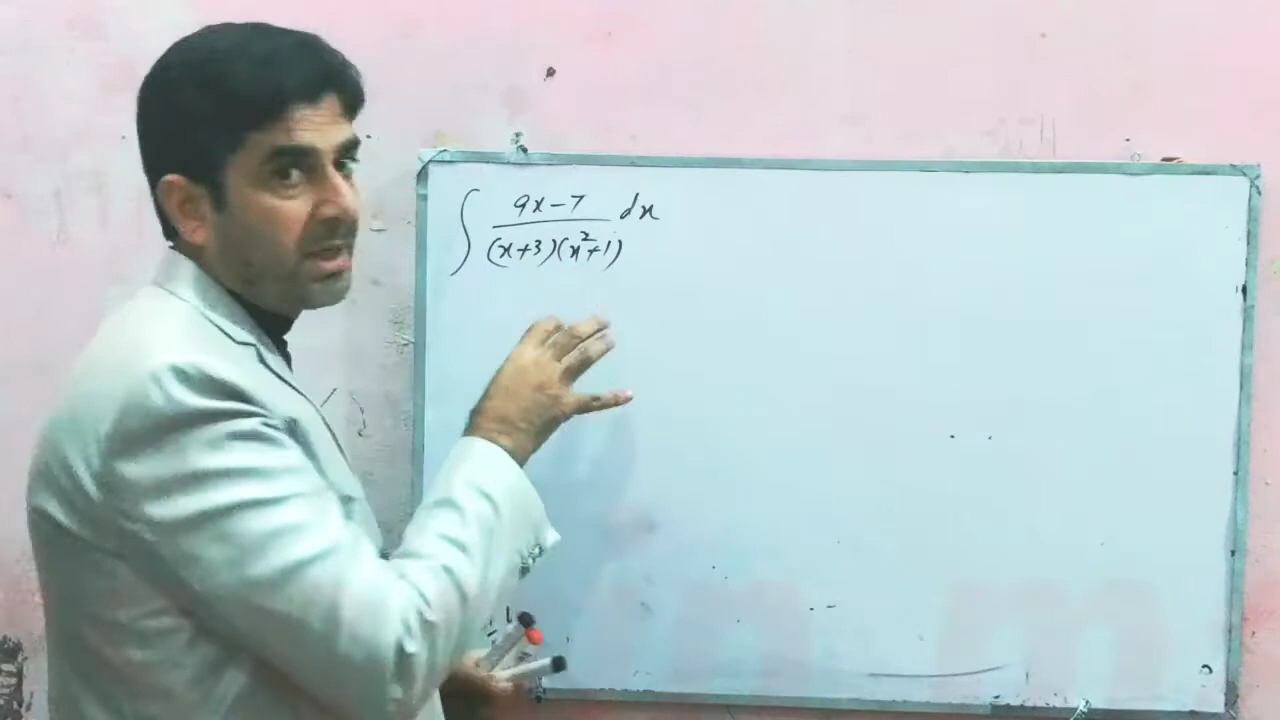 ∫ 9x-7 / (x+3)(x²+1) dx